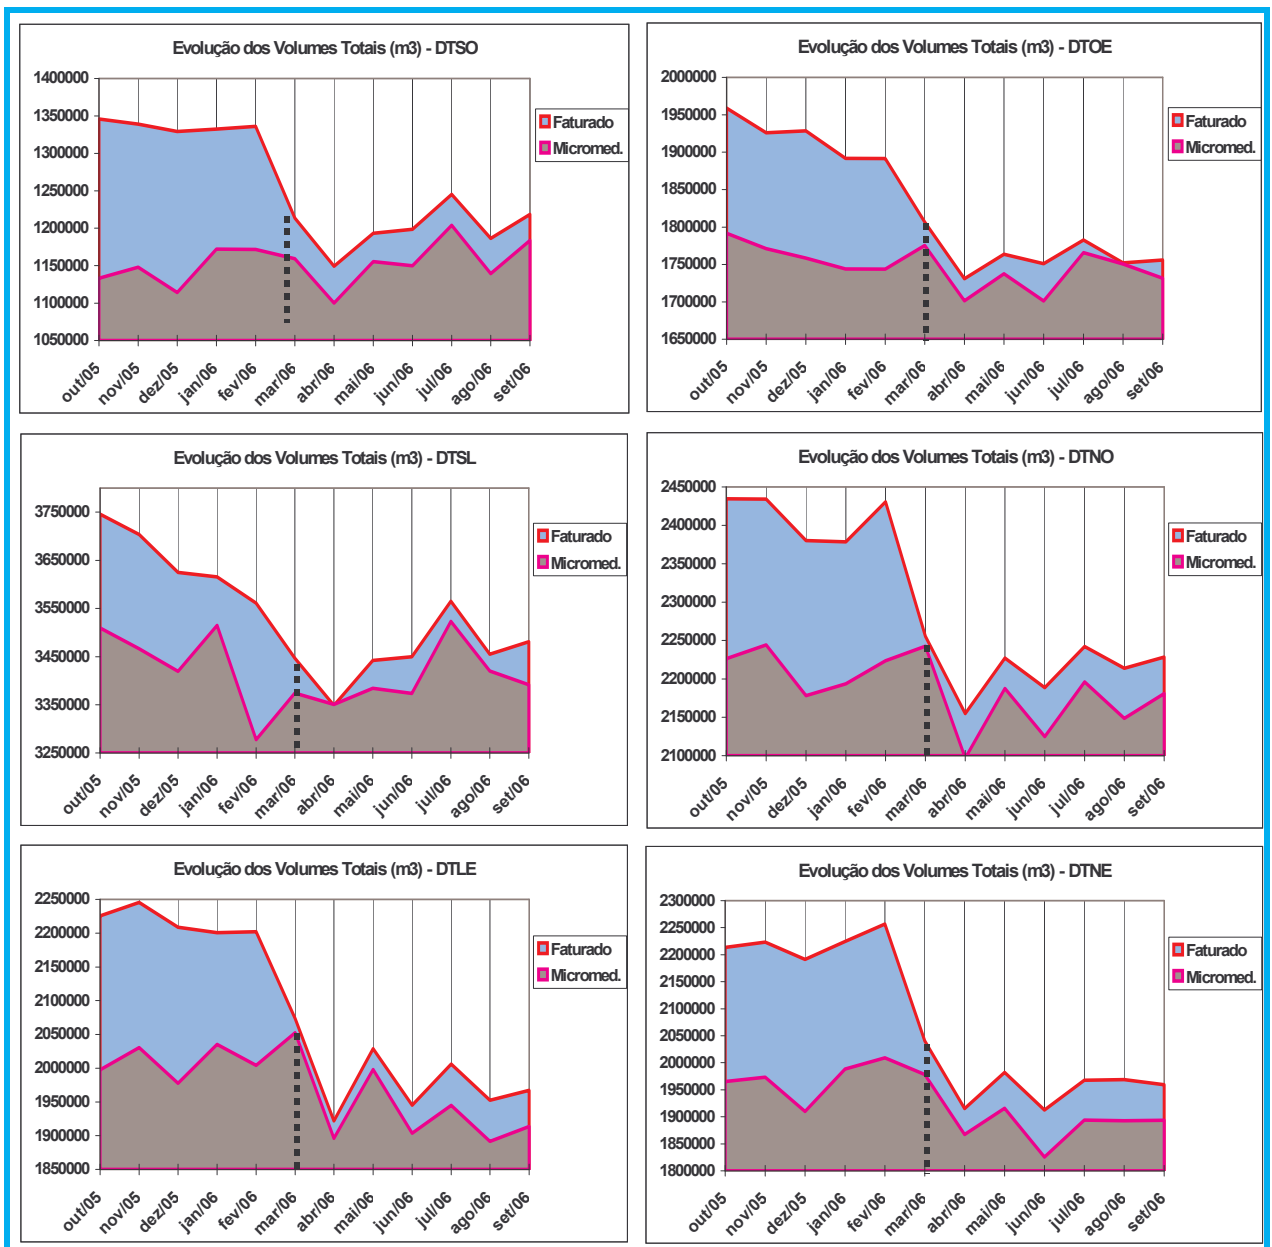 Evolução dos Volumes Totais (m3) - DTSO
1400000
1350000
1300000
1250000
1200000
1150000
1100000
1050000
out/05 nov/05 dez/05 jan/06 fev/06 mar/06 abr/06 mai/06 jun/06 jul/06 ago/06 set/06
Faturado
Micromed.
Evolução dos Volumes Totais (m3) - DTOE
2000000
1950000
1900000
1850000
1800000
1750000
1700000
1650000
out/05 nov/05 dez/05 jan/06 fev/06 mar/06 abr/06 mai/06 jun/06 jul/06 ago/06 set/06
Faturado
Micromed.
Evolução dos Volumes Totais (m3) - DTSL
3750000
3650000
3550000
3450000
3350000
3250000
out/05 nov/05 dez/05 jan/06 fev/06 mar/06 abr/06 mai/06 jun/06 jul/06 ago/06 set/06
Faturado
Micromed.
Evolução dos Volumes Totais (m3) - DTNO
2450000
2400000
2350000
2300000
2250000
2200000
2150000
2100000
out/05 nov/05 dez/05 jan/06 fev/06 mar/06 abr/06 mai/06 jun/06 jul/06 ago/06 set/06
Faturado
Micromed.
Evolução dos Volumes Totais (m3) - DTLE
2250000
2200000
2150000
2100000
2050000
2000000
1950000
1900000
1850000
out/05 nov/05 dez/05 jan/06 fev/06 mar/06 abr/06 mai/06 jun/06 jul/06 ago/06 set/06
Faturado
Micromed.
Evolução dos Volumes Totais (m3) - DTNE
2300000
2250000
2200000
2150000
2100000
2050000
2000000
1950000
1900000
1850000
1800000
out/05 nov/05 dez/05 jan/06 fev/06 mar/06 abr/06 mai/06 jun/06 jul/06 ago/06 set/06
Faturado
Micromed.